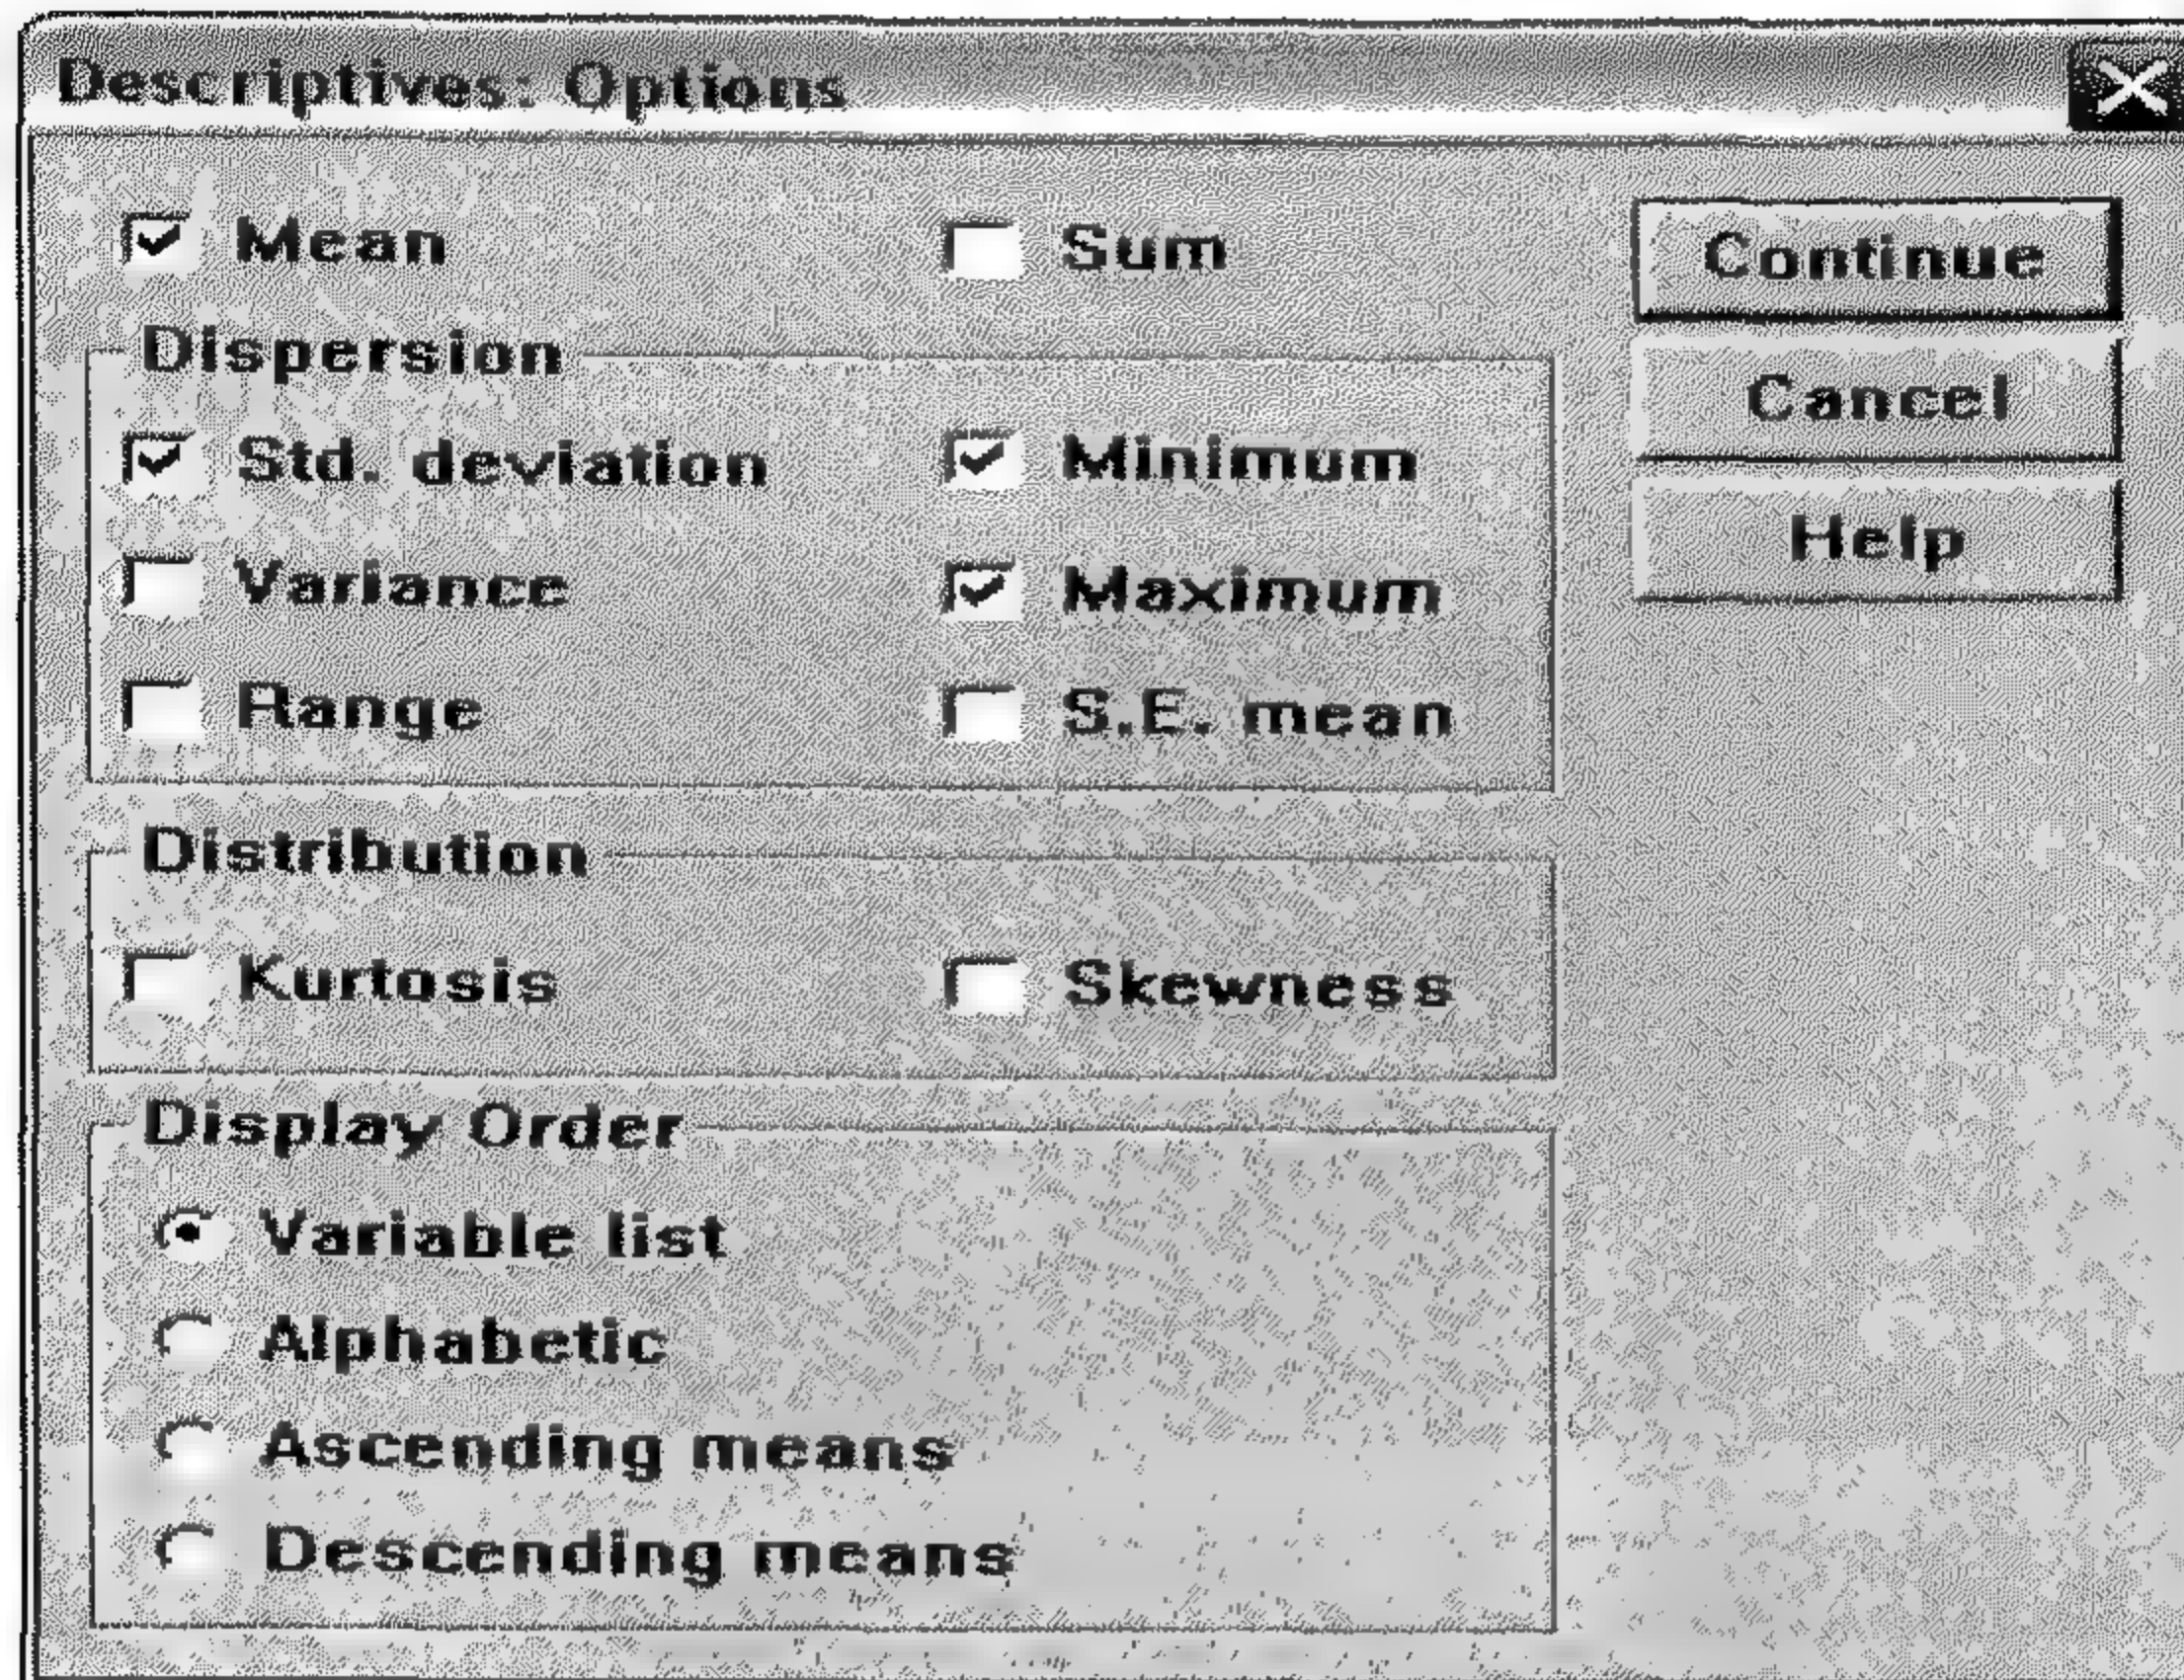 Descriptives: Options
Mean Sum Continue
Dispersion
Cancel
Std. deviation Minimum
Help
Variance Maximum
Range S.E. mean
Distribution
Kurtosis Skewness
Display Order
Variable list
Alphabetic
Ascending means
Descending means